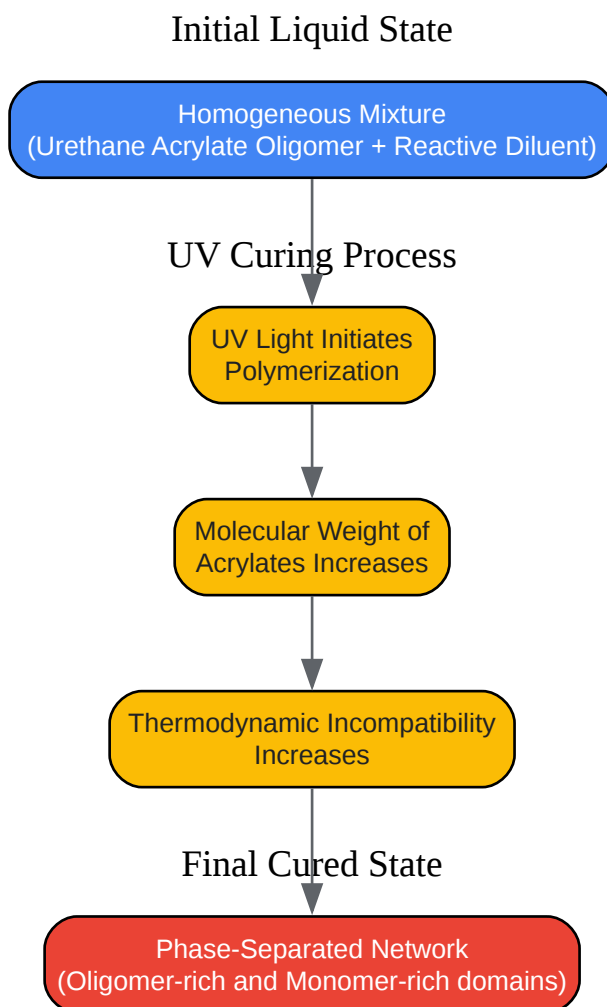 Initial Liquid State
Homogeneous Mixture
(Urethane Acrylate Oligomer + Reactive Diluent)
UV Curing Process
UV Light Initiates
Polymerization
Molecular Weight of
Acrylates Increases
Thermodynamic Incompatibility
Increases
Final Cured State
Phase-Separated Network
(Oligomer-rich and Monomer-rich domains)